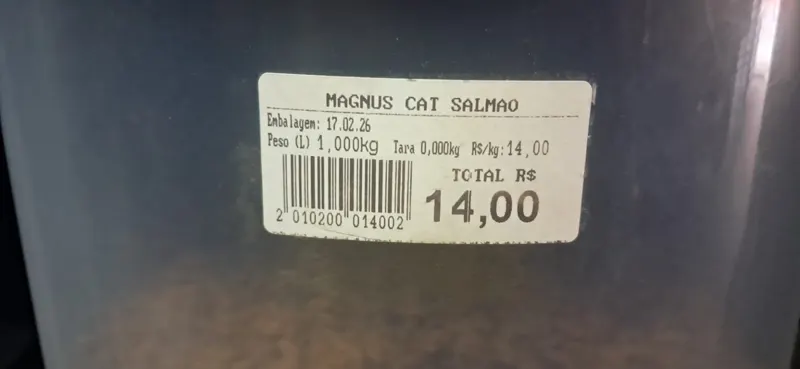 MAGNUS CAT SALMAO
Embalagem: 17.02.26
Peso (L) 1,000kg Tara 0,000kg R$/kg: 14,00
TOTAL R$
14,00
2 010200 014002